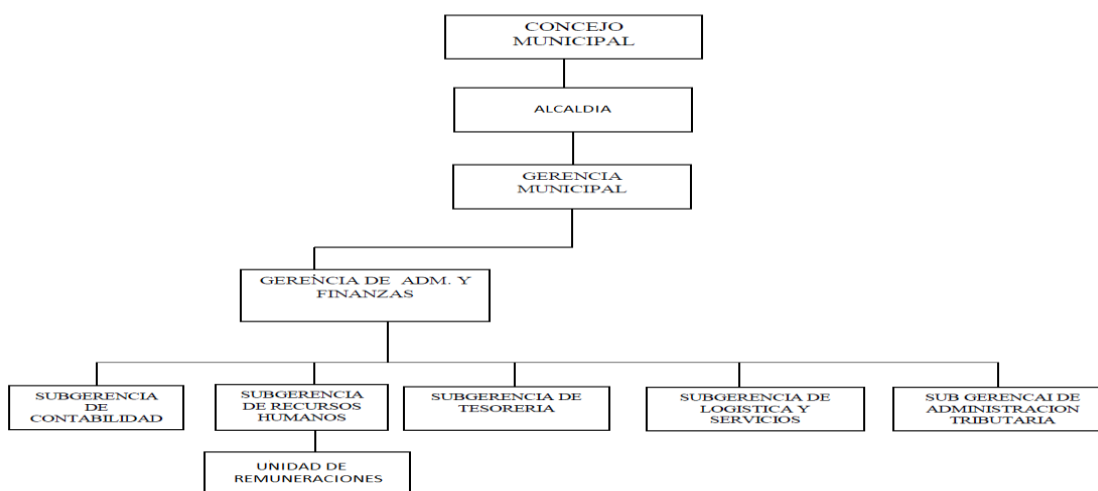 CONCEJO
MUNICIPAL
ALCALDIA
GERENCIA
MUNICIPAL
GERENCIA DE ADM. Y
FINANZAS
SUBGERENCIA
DE
CONTABILIDAD
SUBGERENCIA
DE RECURSOS
HUMANOS
SUBGERENCIA DE
TESORERIA
SUBGERENCIA DE
LOGISTICA Y
SERVICIOS
SUB GERENCAI DE
ADMINISTRACION
TRIBUTARIA
UNIDAD DE
REMUNERACIONES